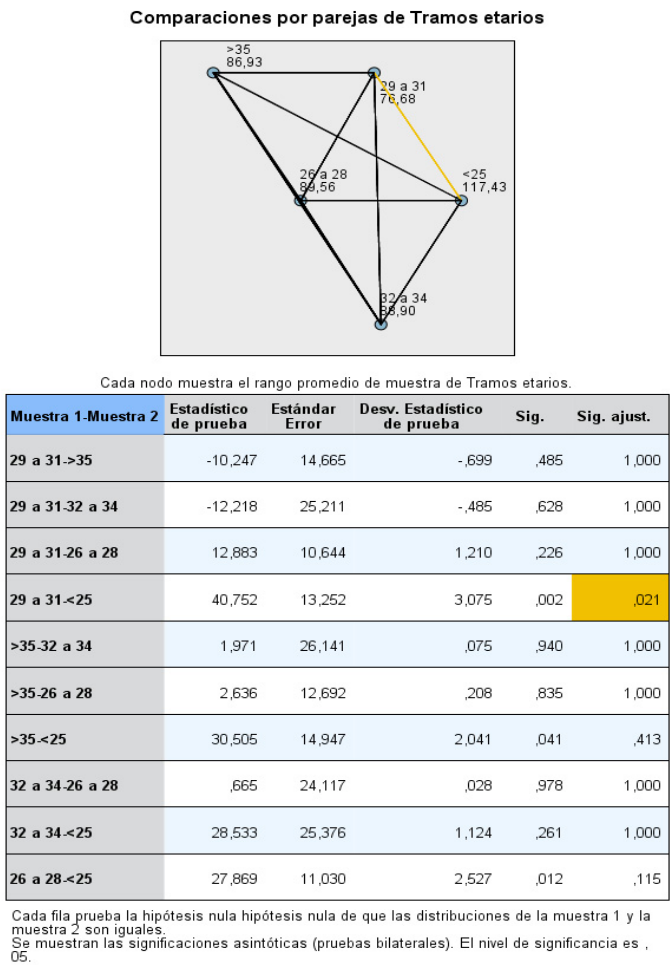 Comparaciones por parejas de Tramos etarios
>35
86,93
29 a 31
76,68
26 a 28
89,56
<25
117,43
32 a 34
88,90
Cada nodo muestra el rango promedio de muestra de Tramos etarios.
Muestra 1-Muestra 2 Estadístico de prueba Estándar Error Desv. Estadístico de prueba Sig. Sig. ajust.
29 a 31->35 -10,247 14,665 -,699 ,485 1,000
29 a 31-32 a 34 -12,218 25,211 -,485 ,628 1,000
29 a 31-26 a 28 12,883 10,644 1,210 ,226 1,000
29 a 31-<25 40,752 13,252 3,075 ,002 ,021
>35-32 a 34 1,971 26,141 ,075 ,940 1,000
>35-26 a 28 2,636 12,692 ,208 ,835 1,000
>35-<25 30,505 14,947 2,041 ,041 ,413
32 a 34-26 a 28 ,665 24,117 ,028 ,978 1,000
32 a 34-<25 28,533 25,376 1,124 ,261 1,000
26 a 28-<25 27,869 11,030 2,527 ,012 ,115
Cada fila prueba la hipótesis nula hipótesis nula de que las distribuciones de la muestra 1 y la
muestra 2 son iguales.
Se muestran las significaciones asintóticas (pruebas bilaterales). El nivel de significancia es ,
05.